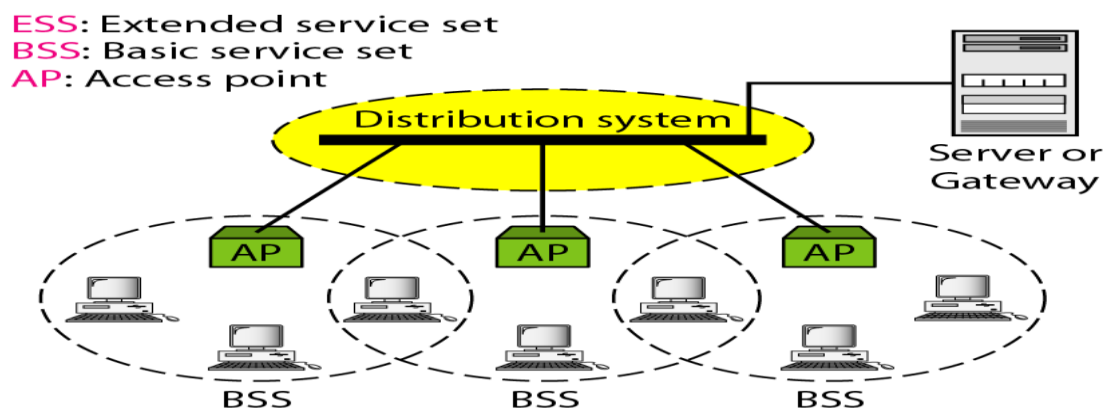 ESS: Extended service set
BSS: Basic service set
AP: Access point
Distribution system
Server or
Gateway
AP
AP
AP
BSS
BSS
BSS